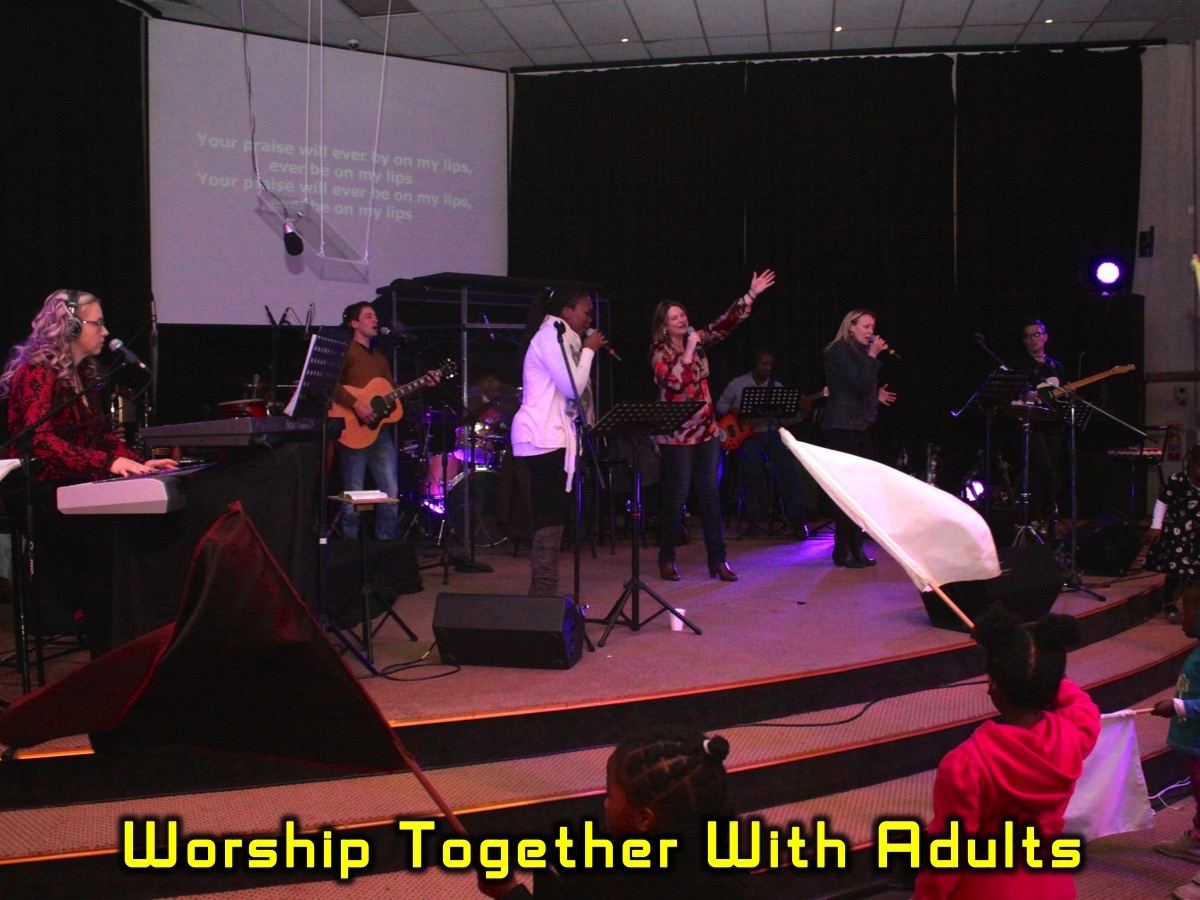 Your praise will ever by on my lips,
ever be on my lips
Your praise will ever be on my lips,
ever be on my lips
Worship Together With Adults